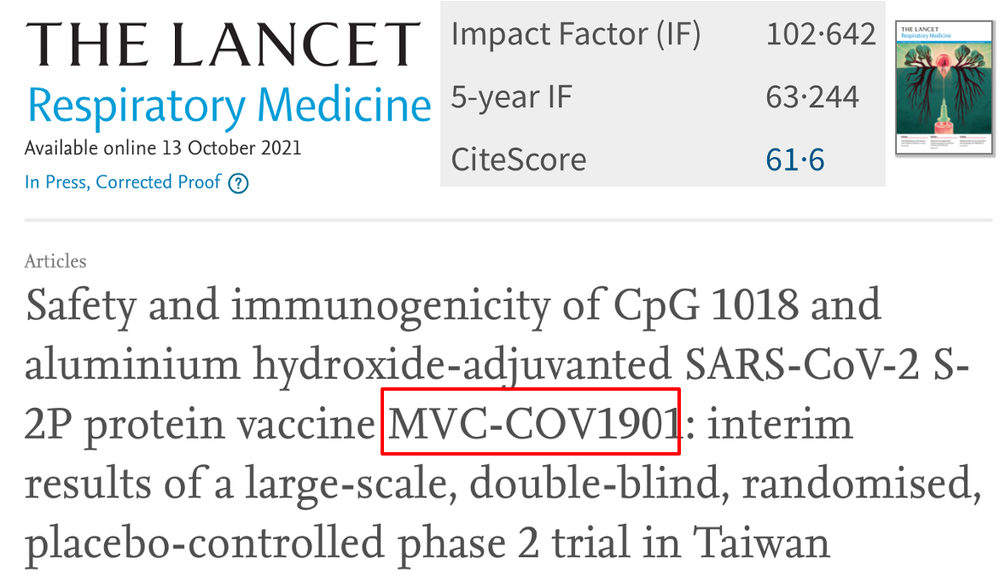 THE LANCET
Respiratory Medicine
Available online 13 October 2021
In Press, Corrected Proof ?
Impact Factor (IF) 102·642
5-year IF 63·244
CiteScore 61·6
THE LANCET
Respiratory Medicine
Articles
Safety and immunogenicity of CpG 1018 and
aluminium hydroxide-adjuvanted SARS-CoV-2 S-
2P protein vaccine MVC-COV1901: interim
results of a large-scale, double-blind, randomised,
placebo-controlled phase 2 trial in Taiwan